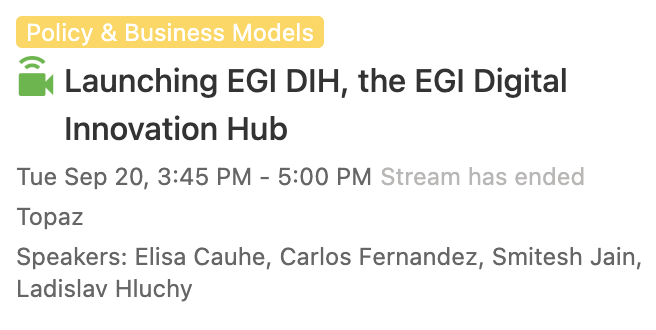 Policy & Business Models
Launching EGI DIH, the EGI Digital
Innovation Hub
Tue Sep 20, 3:45 PM - 5:00 PM Stream has ended
Topaz
Speakers: Elisa Cauhe, Carlos Fernandez, Smitesh Jain,
Ladislav Hluchy